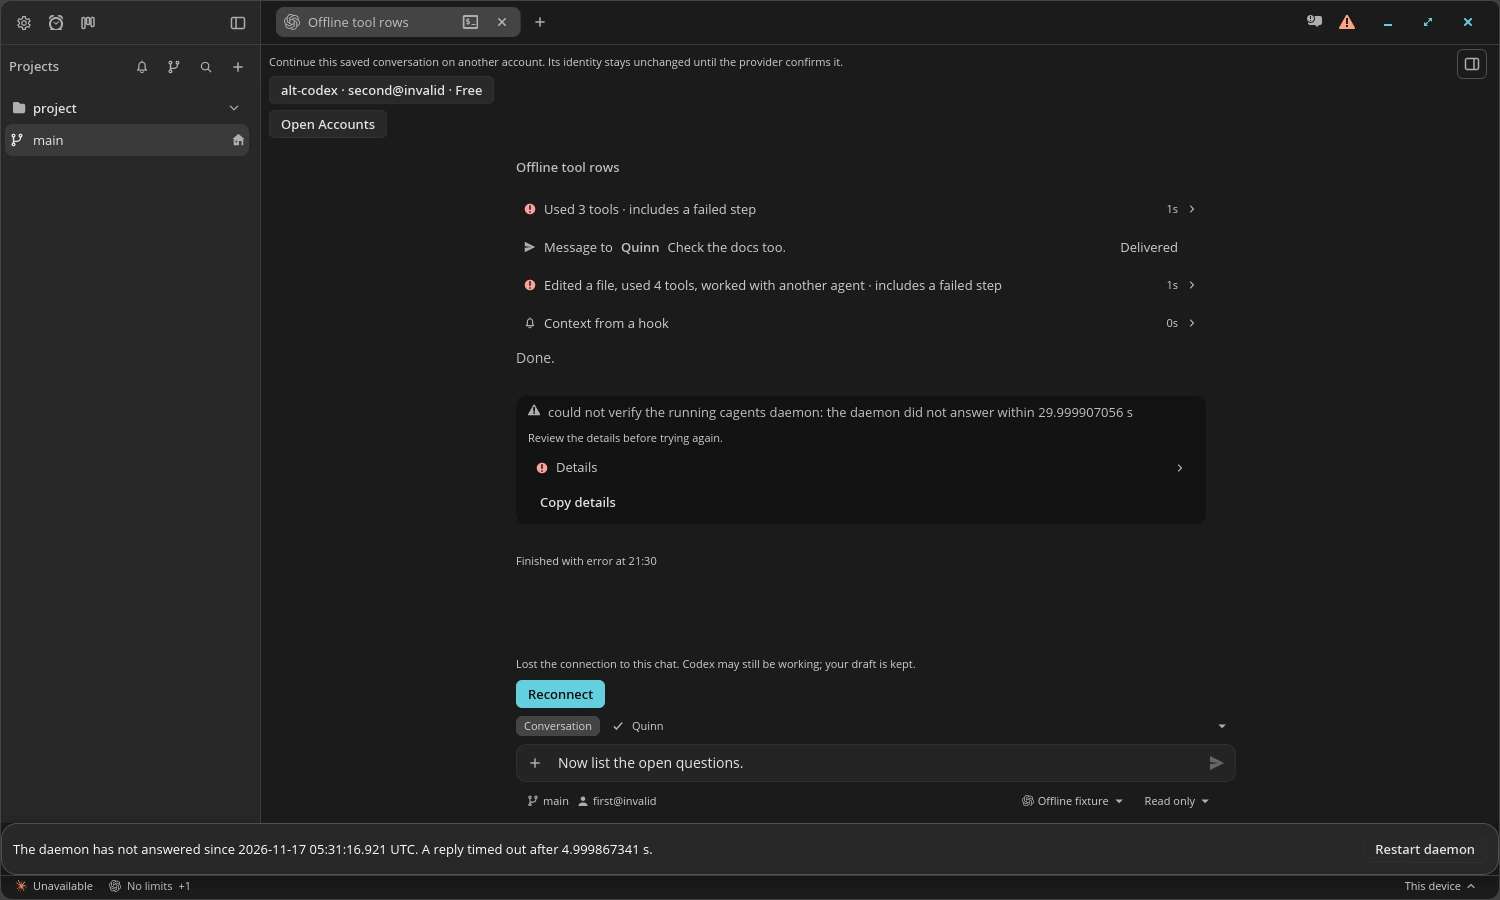 Offline tool rows
Projects
project
main
Continue this saved conversation on another account. Its identity stays unchanged until the provider confirms it.
alt-codex · second@invalid · Free
Open Accounts
Offline tool rows
Used 3 tools · includes a failed step 1s
Message to Quinn Check the docs too. Delivered
Edited a file, used 4 tools, worked with another agent · includes a failed step 1s
Context from a hook 0s
Done.
could not verify the running cagents daemon: the daemon did not answer within 29.999907056 s
Review the details before trying again.
Details
Copy details
Finished with error at 21:30
Lost the connection to this chat. Codex may still be working; your draft is kept.
Reconnect
Conversation Quinn
Now list the open questions.
main first@invalid Offline fixture Read only
The daemon has not answered since 2026-11-17 05:31:16.921 UTC. A reply timed out after 4.999867341 s. Restart daemon
Unavailable No limits +1 This device